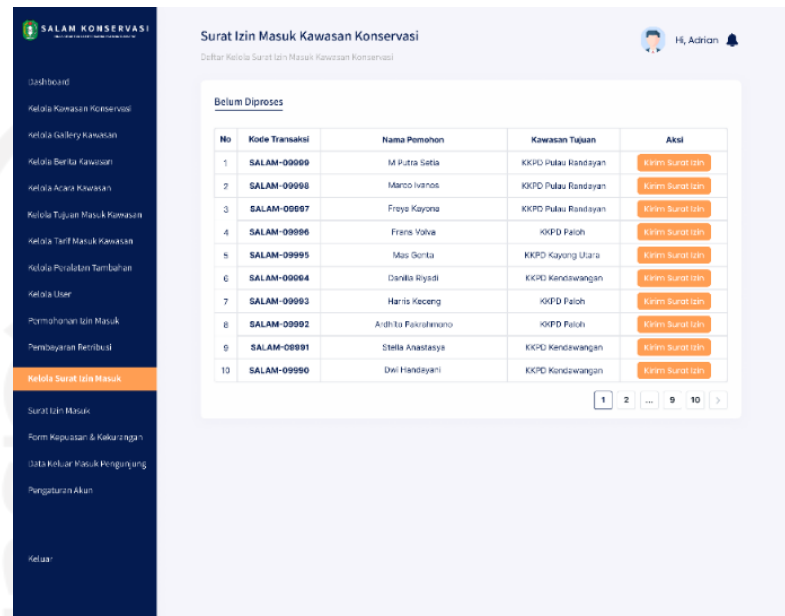 SALAM KONSERVASI
Surat Izin Masuk Kawasan Konservasi
Daftar Kelola Surat Izin Masuk Kawasan Konservasi
Hi, Adrian
Dashboard
Kelola Kawasan Konservasi
Kelola Gallery Kawasan
Kelola Berita Kawasan
Kelola Acara Kawasan
Kelola Tujuan Masuk Kawasan
Kelola Tarif Masuk Kawasan
Kelola Peralatan Tambahan
Kelola User
Permohonan Izin Masuk
Pembayaran Retribusi
Kelola Surat Izin Masuk
Surat Izin Masuk
Form Kepuasan & Kekurangan
Data Keluar Masuk Pengunjung
Pengaturan Akun
Keluar
Belum Diproses
No Kode Transaksi Nama Pemohon Kawasan Tujuan Aksi
1 SALAM-09999 M Putra Setia KKPD Pulau Randayan Kirim Surat Izin
2 SALAM-09998 Marco Ivanos KKPD Pulau Randayan Kirim Surat Izin
3 SALAM-09997 Freya Kayona KKPD Pulau Randayan Kirim Surat Izin
4 SALAM-09996 Frans Volva KKPD Paloh Kirim Surat Izin
5 SALAM-09995 Mas Genta KKPD Kayong Utara Kirim Surat Izin
6 SALAM-09994 Danilla Riyadi KKPD Kendawangan Kirim Surat Izin
7 SALAM-09993 Harris Keceng KKPD Paloh Kirim Surat Izin
8 SALAM-09992 Ardhito Pakrahmono KKPD Paloh Kirim Surat Izin
9 SALAM-09991 Stella Anastasya KKPD Kendawangan Kirim Surat Izin
10 SALAM-09990 Dwi Handayani KKPD Kendawangan Kirim Surat Izin
1 2 ... 9 10 >